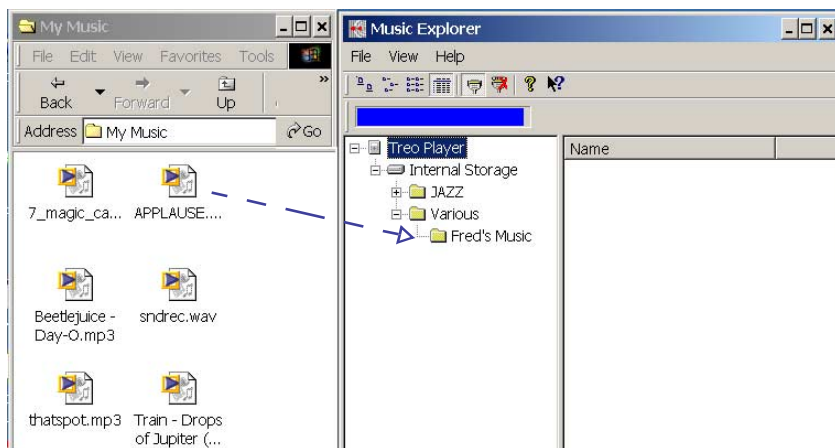 My Music
File Edit View Favorites Tools
Back Forward Up »
Address My Music Go
7_magic_ca... APPLAUSE....
Beetlejuice -
Day-O.mp3
sndrec.wav
thatspot.mp3
Train - Drops
of Jupiter (...
Music Explorer
File View Help
Treo Player
Internal Storage
JAZZ
Various
Fred's Music
Name